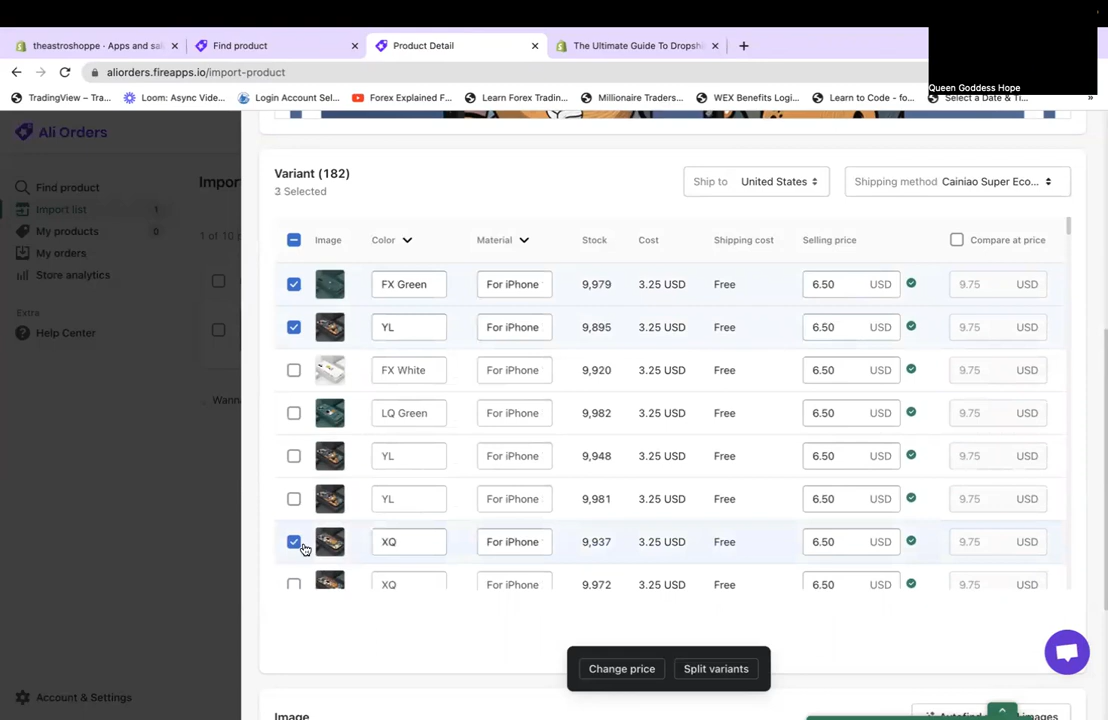 theastroshoppe · Apps and sal
Find product
Product Detail
The Ultimate Guide To Dropshi
aliorders.fireapps.io/import-product
Queen Goddess Hope
TradingView – Tra...
Loom: Async Vide...
Login Account Sel...
Forex Explained F...
Learn Forex Tradin...
Millionaire Traders...
WEX Benefits Logi...
Learn to Code - fo...
Select a Date & Ti...
»
Ali Orders
Find product
Import list 1
My products 0
My orders
Store analytics
Extra
Help Center
Account & Settings
Impor
1 of 10 p
Wann
Variant (182)
3 Selected
Ship to United States
Shipping method Cainiao Super Eco...
Image Color Material Stock Cost Shipping cost Selling price Compare at price
FX Green For iPhone 9,979 3.25 USD Free 6.50 USD 9.75 USD
YL For iPhone 9,895 3.25 USD Free 6.50 USD 9.75 USD
FX White For iPhone 9,920 3.25 USD Free 6.50 USD 9.75 USD
LQ Green For iPhone 9,982 3.25 USD Free 6.50 USD 9.75 USD
YL For iPhone 9,948 3.25 USD Free 6.50 USD 9.75 USD
YL For iPhone 9,981 3.25 USD Free 6.50 USD 9.75 USD
XQ For iPhone 9,937 3.25 USD Free 6.50 USD 9.75 USD
XQ For iPhone 9,972 3.25 USD Free 6.50 USD 9.75 USD
Change price Split variants
Image